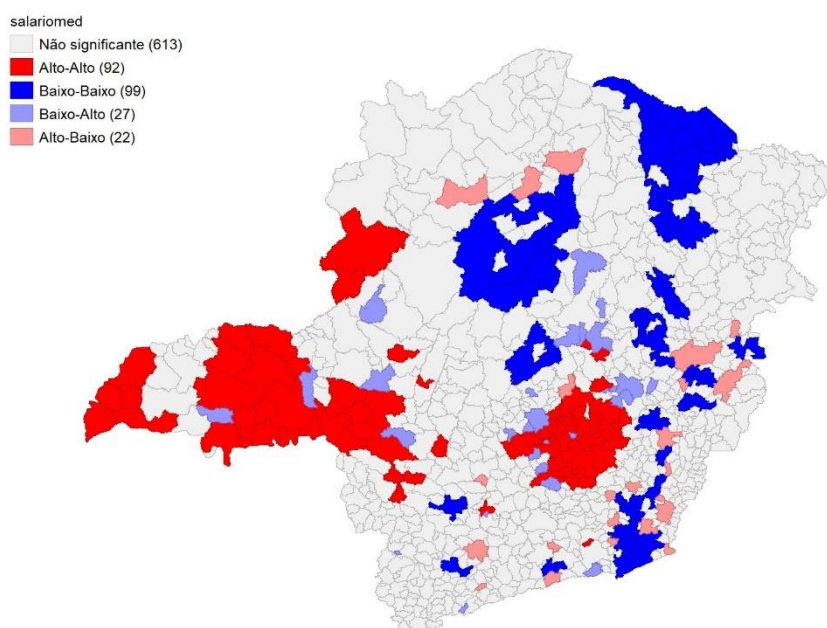 salariomed
Não significante (613)
Alto-Alto (92)
Baixo-Baixo (99)
Baixo-Alto (27)
Alto-Baixo (22)